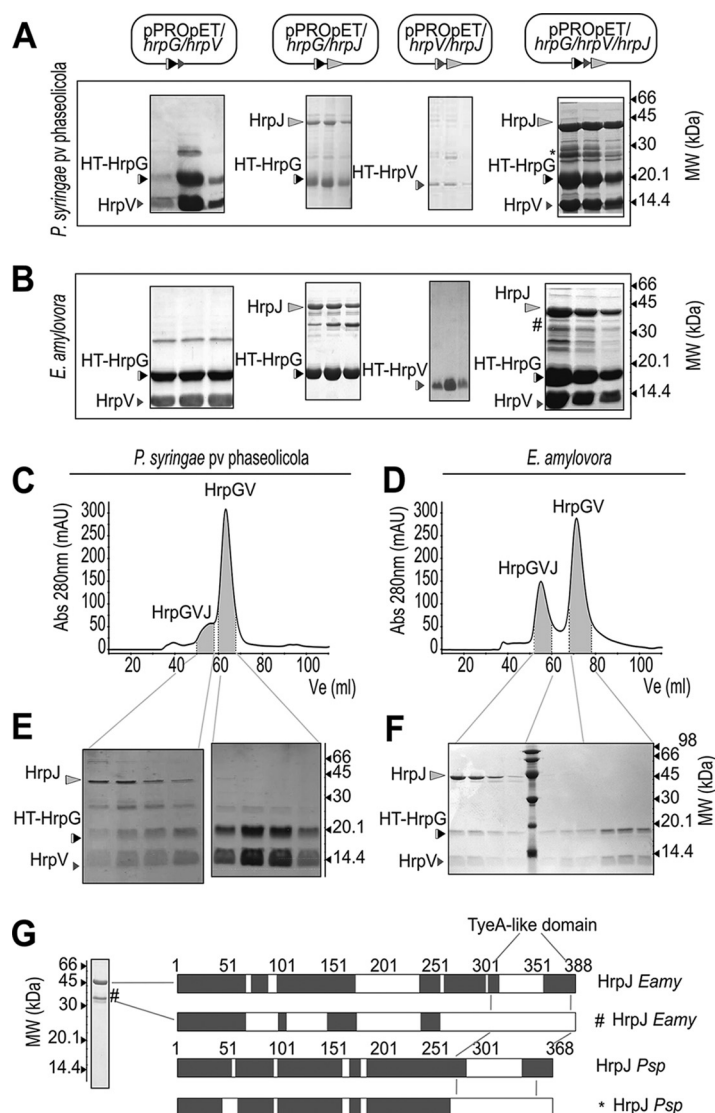 A
pPROpET/ hrpG/hrpV
pPROpET/ hrpG/hrpJ
pPROpET/ hrpV/hrpJ
pPROpET/ hrpG/hrpV/hrpJ
P. syringae pv phaseolicola
HT-HrpG
HrpV
HrpJ
HT-HrpG
HT-HrpV
HrpJ
*
HT-HrpG
HrpV
66
45
30
20.1
14.4
MW (kDa)
B
E. amylovora
HT-HrpG
HrpV
HrpJ
HT-HrpG
HT-HrpV
HrpJ
#
HT-HrpG
HrpV
66
45
30
20.1
14.4
MW (kDa)
P. syringae pv phaseolicola
C
Abs 280nm (mAU)
300
250
200
150
100
50
0
HrpGV
HrpGVJ
20 40 60 80 100
Ve (ml)
E. amylovora
D
Abs 280nm (mAU)
300
250
200
150
100
50
0
HrpGV
HrpGVJ
20 40 60 80 100
Ve (ml)
E
HrpJ
HT-HrpG
HrpV
66
45
30
20.1
14.4
F
HrpJ
HT-HrpG
HrpV
98
66
45
30
20.1
14.4
MW (kDa)
G
MW (kDa)
66
45
30
20.1
14.4
#
TyeA-like domain
1 51 101 201 251 301 351 388
HrpJ Eamy
# HrpJ Eamy
1 51 101 201 251 301 368
HrpJ Psp
* HrpJ Psp